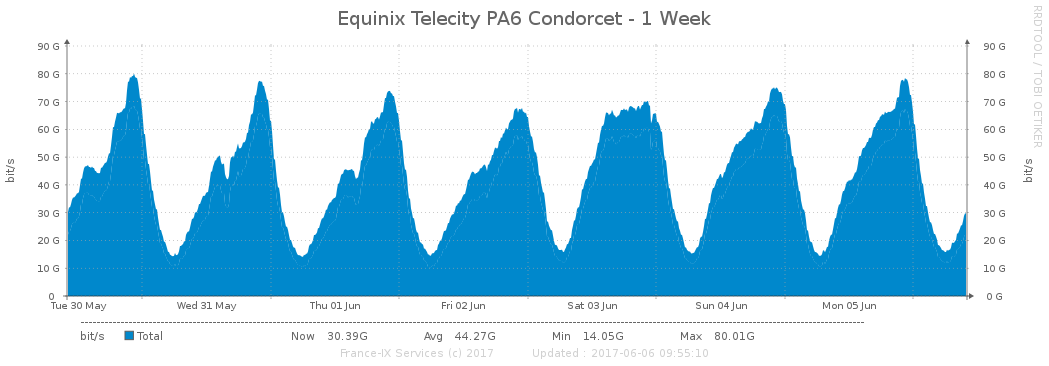 Equinix Telecity PA6 Condorcet - 1 Week
RRDTOOL / TOBI OETIKER
bit/s
90 G
80 G
70 G
60 G
50 G
40 G
30 G
20 G
10 G
0
90 G
80 G
70 G
60 G
50 G
40 G
30 G
20 G
10 G
0 G
bit/s
Tue 30 May Wed 31 May Thu 01 Jun Fri 02 Jun Sat 03 Jun Sun 04 Jun Mon 05 Jun
bit/s Total Now 30.39G Avg 44.27G Min 14.05G Max 80.01G
France-IX Services (c) 2017 Updated : 2017-06-06 09:55:10